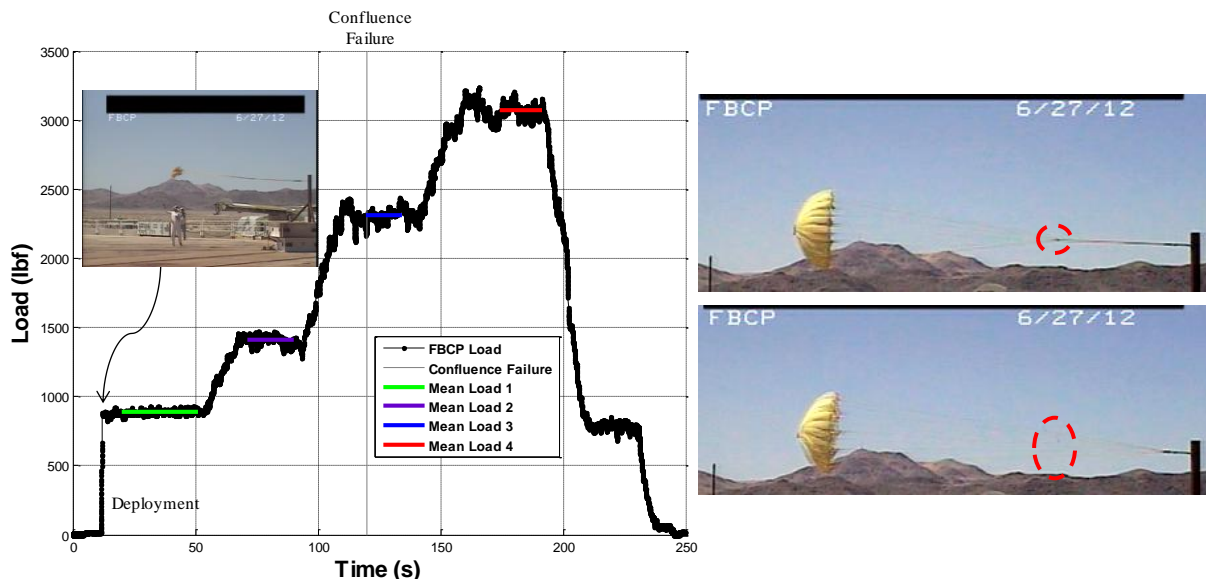 Confluence
Failure
3500
3000
2500
2000
1500
1000
500
0
Load (lbf)
FBCP 6/27/12
Deployment
FBCP Load
Confluence Failure
Mean Load 1
Mean Load 2
Mean Load 3
Mean Load 4
0 50 100 150 200 250
Time (s)
FBCP 6/27/12
FBCP 6/27/12